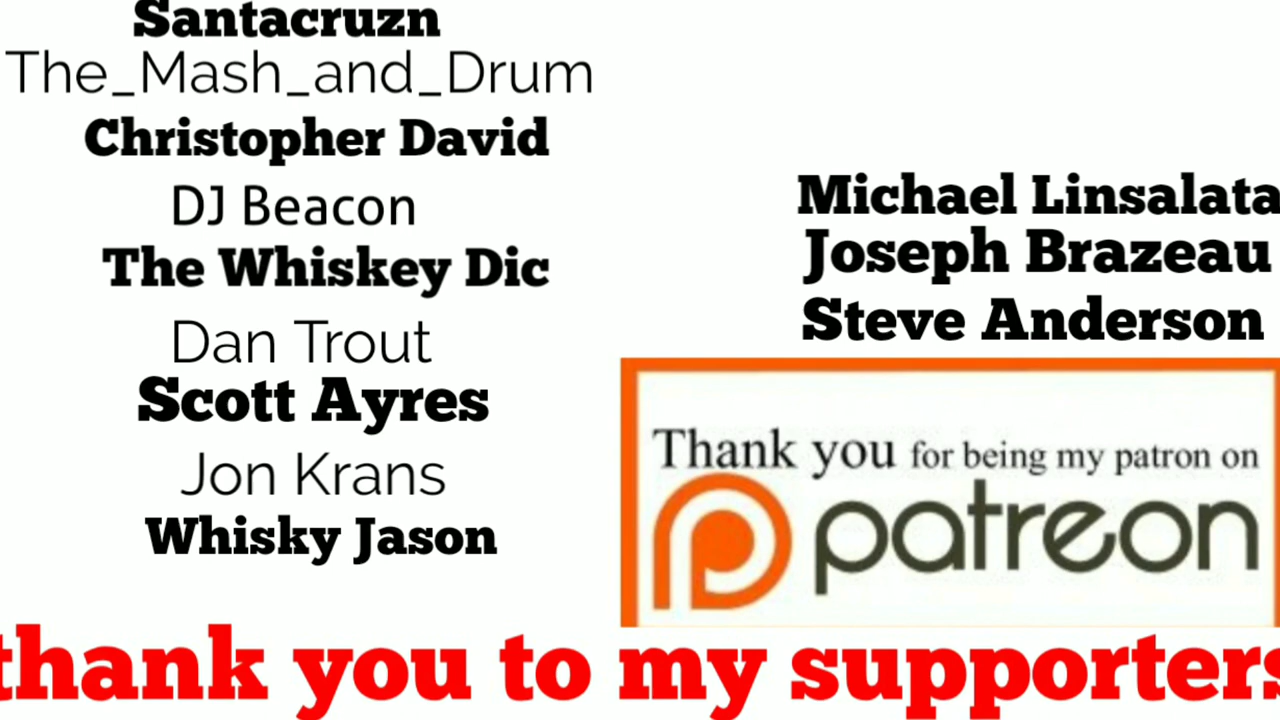 Santacruzn
The_Mash_and_Drum
Christopher David
DJ Beacon
The Whiskey Dic
Dan Trout
Scott Ayres
Jon Krans
Whisky Jason
Michael Linsalata
Joseph Brazeau
Steve Anderson
Thank you for being my patron on
patreon
thank you to my supporters